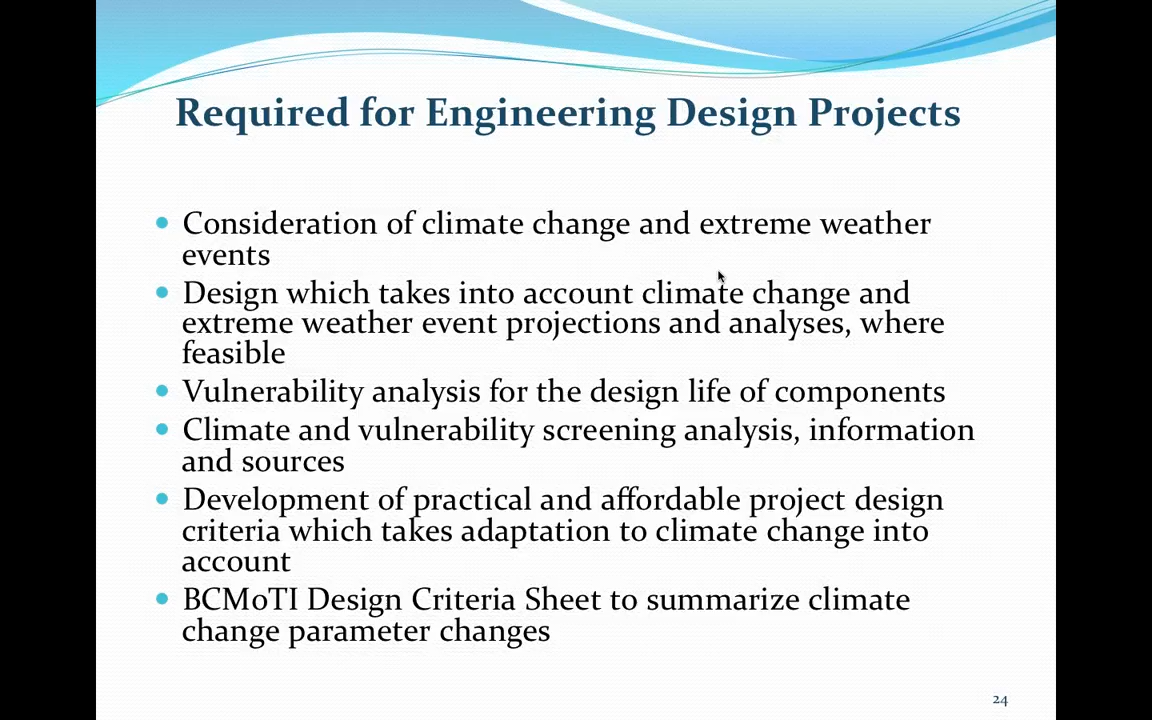 Required for Engineering Design Projects
• Consideration of climate change and extreme weather
events
• Design which takes into account climate change and
extreme weather event projections and analyses, where
feasible
• Vulnerability analysis for the design life of components
• Climate and vulnerability screening analysis, information
and sources
• Development of practical and affordable project design
criteria which takes adaptation to climate change into
account
• BCMoTI Design Criteria Sheet to summarize climate
change parameter changes
24